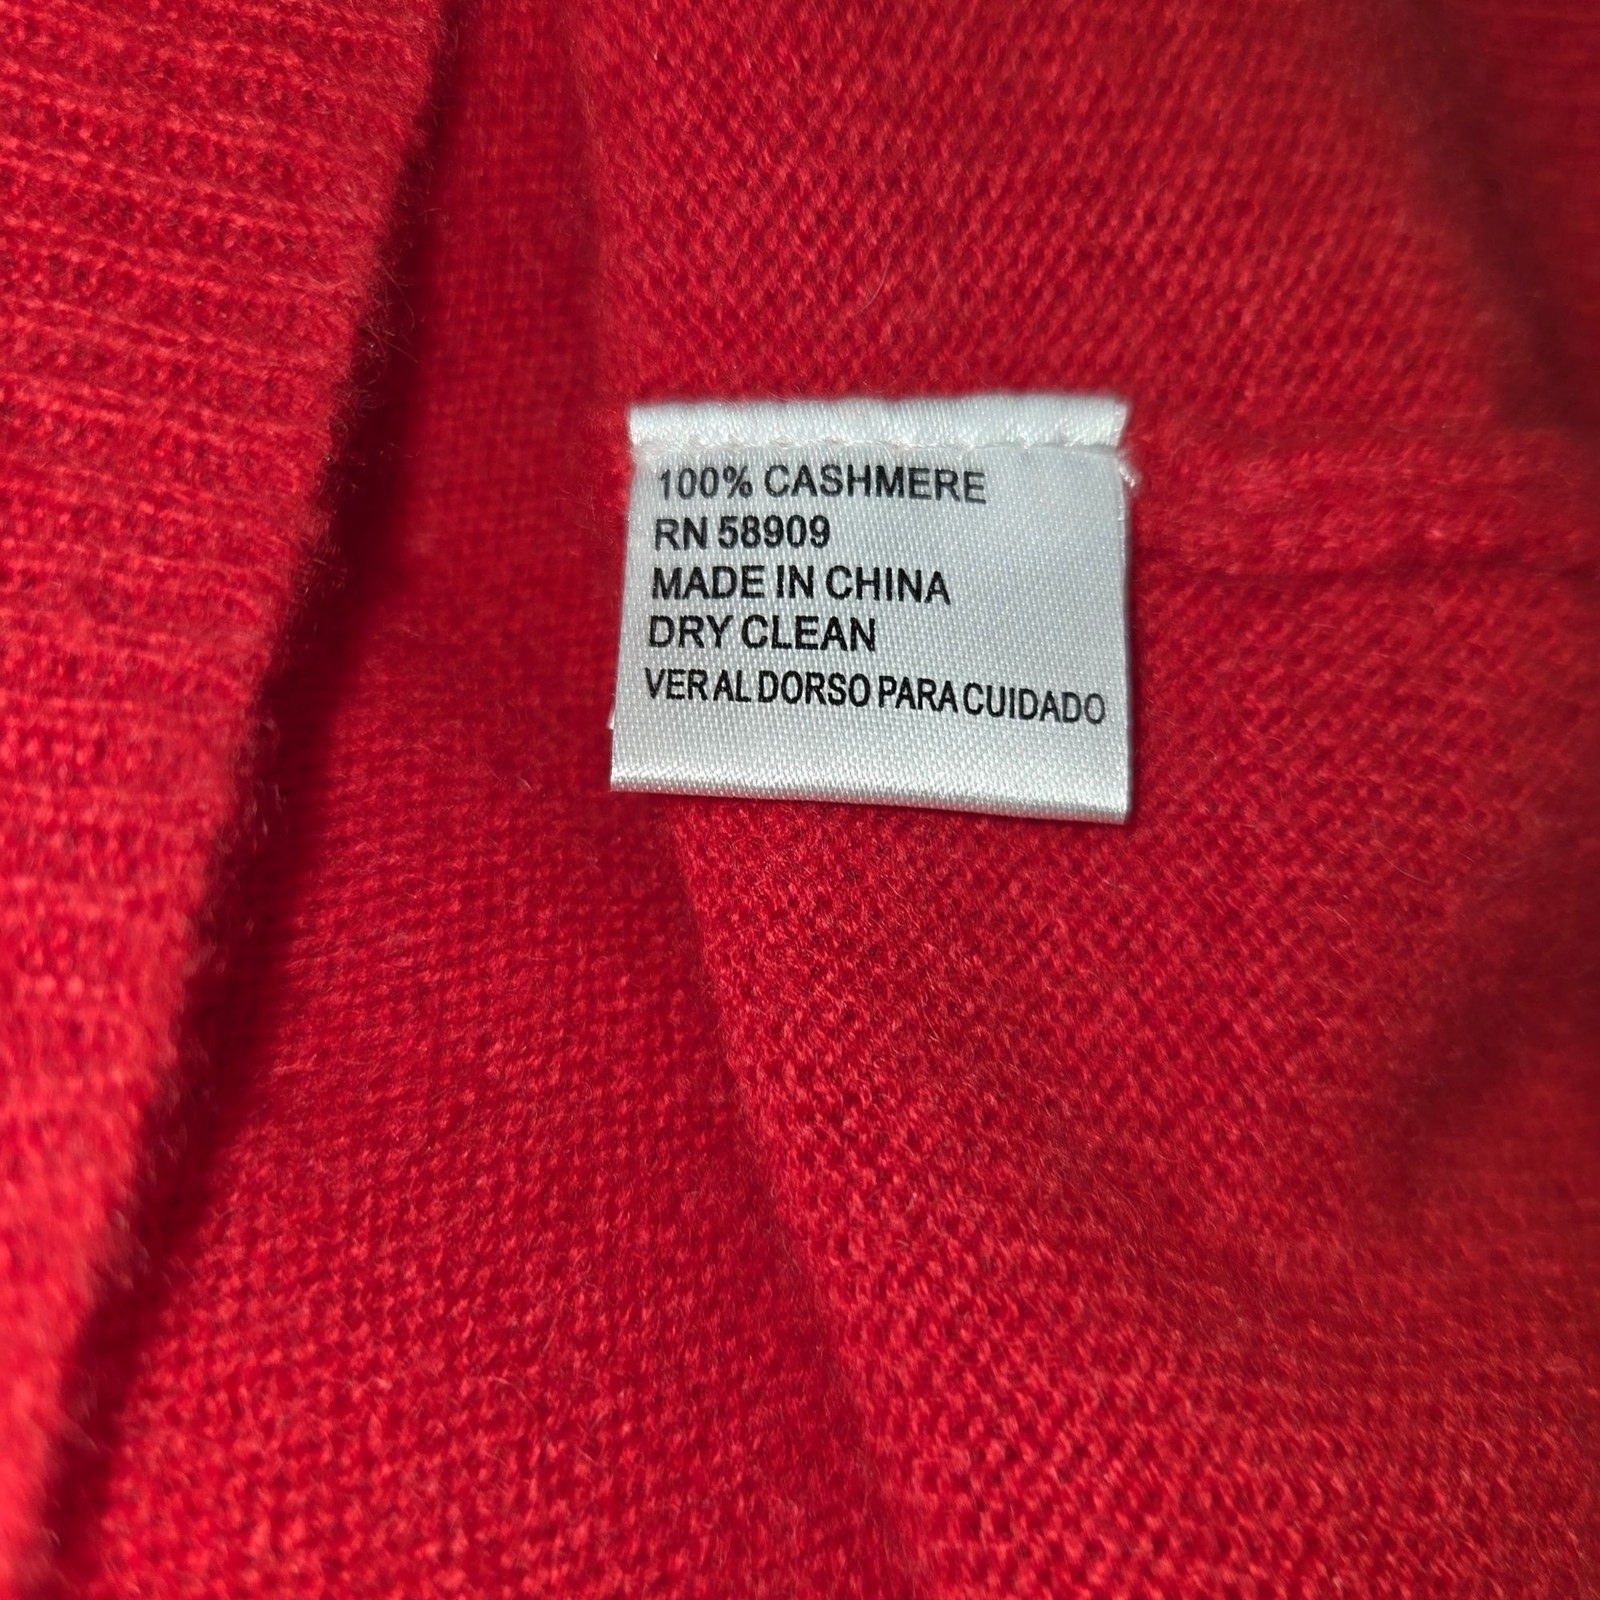 100% CASHMERE
RN 58909
MADE IN CHINA
DRY CLEAN
VER AL DORSO PARA CUIDADO